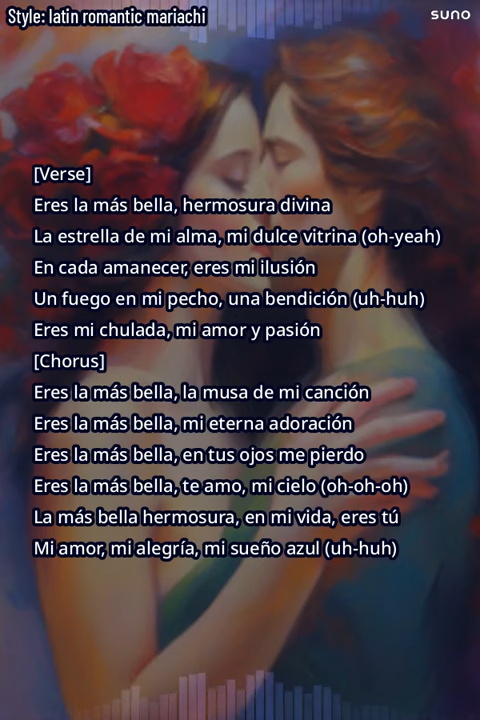 Style: latin romantic mariachi
suno
[Verse]
Eres la más bella, hermosura divina
La estrella de mi alma, mi dulce vitrina (oh-yeah)
En cada amanecer, eres mi ilusión
Un fuego en mi pecho, una bendición (uh-huh)
Eres mi chulada, mi amor y pasión
[Chorus]
Eres la más bella, la musa de mi canción
Eres la más bella, mi eterna adoración
Eres la más bella, en tus ojos me pierdo
Eres la más bella, te amo, mi cielo (oh-oh-oh)
La más bella hermosura, en mi vida, eres tú
Mi amor, mi alegría, mi sueño azul (uh-huh)